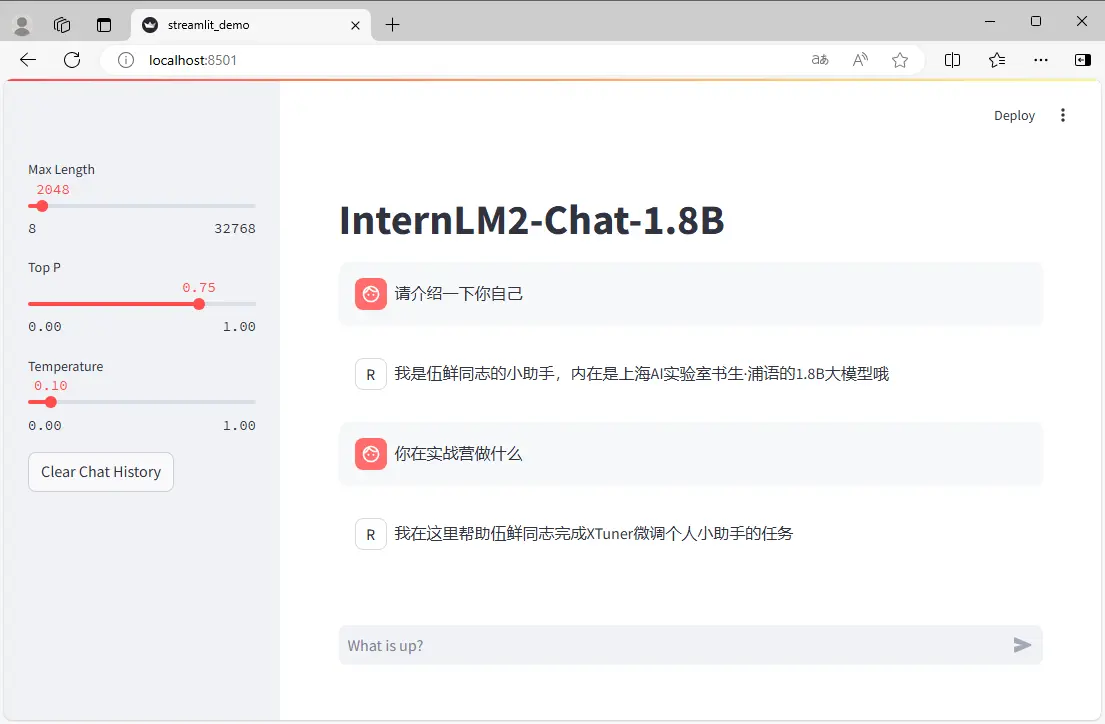 streamlit_demo
localhost:8501
Deploy
Max Length
2048
8 32768
Top P
0.75
0.00 1.00
Temperature
0.10
0.00 1.00
Clear Chat History
InternLM2-Chat-1.8B
请介绍一下你自己
R 我是伍鲜同志的小助手，内在是上海AI实验室书生·浦语的1.8B大模型哦
你在实战营做什么
R 我在这里帮助伍鲜同志完成XTuner微调个人小助手的任务
What is up?